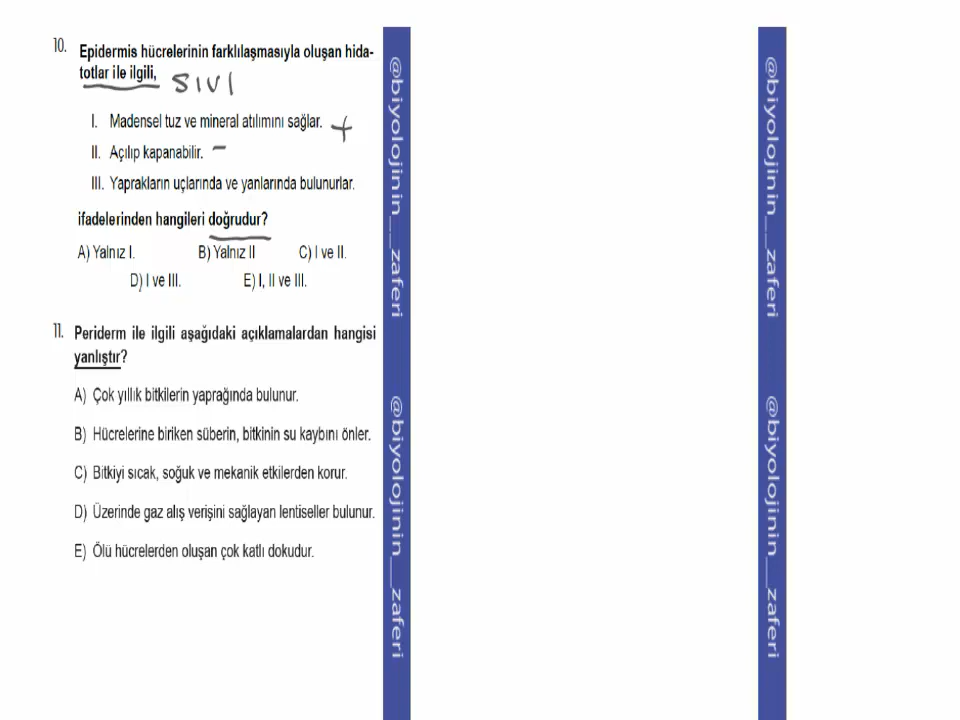 10. Epidermis hücrelerinin farklılaşmasıyla oluşan hida-
totlar ile ilgili, SIVI
I. Madensel tuz ve mineral atılımını sağlar. +
II. Açılıp kapanabilir. -
III. Yaprakların uçlarında ve yanlarında bulunurlar.
ifadelerinden hangileri doğrudur?
A) Yalnız I. B) Yalnız II C) I ve II.
D) I ve III. E) I, II ve III.
11. Periderm ile ilgili aşağıdaki açıklamalardan hangisi
yanlıştır?
A) Çok yıllık bitkilerin yaprağında bulunur.
B) Hücrelerine biriken süberin, bitkinin su kaybını önler.
C) Bitkiyi sıcak, soğuk ve mekanik etkilerden korur.
D) Üzerinde gaz alış verişini sağlayan lentiseller bulunur.
E) Ölü hücrelerden oluşan çok katlı dokudur.
@biyolojinin__zaferi
@biyolojinin__zaferi
@biyolojinin__zaferi
@biyolojinin__zaferi